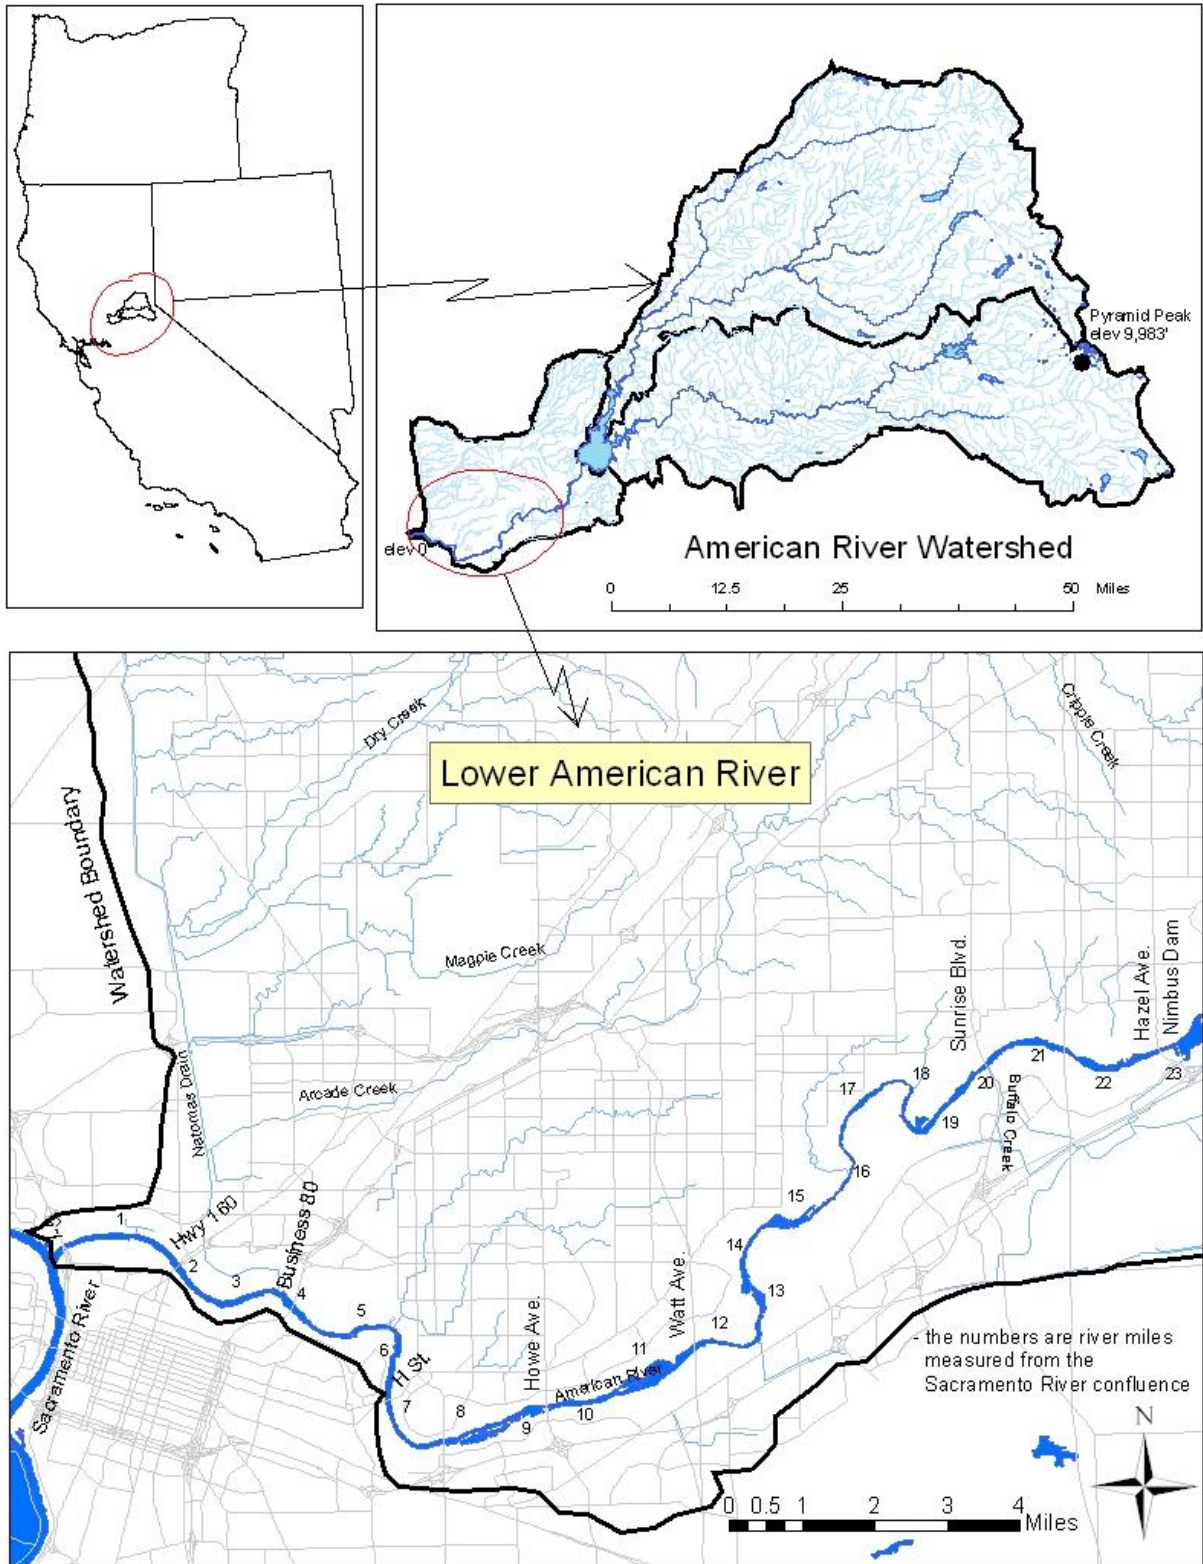 Pyramid Peak
elev 9,983'
elev 0
American River Watershed
0 12.5 25 50 Miles
Lower American River
Dry Creek
Cripple Creek
Watershed Boundary
Magpie Creek
Sunrise Blvd.
Hazel Ave.
Nimbus Dam
Natomas Drain
Arcade Creek
Buffalo Creek
Hwy 160
Business 80
Sacramento River
H St.
Howe Ave.
Watt Ave.
American River
1
2
3
4
5
6
7
8
9
10
11
12
13
14
15
16
17
18
19
20
21
22
23
- the numbers are river miles
measured from the
Sacramento River confluence
N
0 0.5 1 2 3 4
Miles